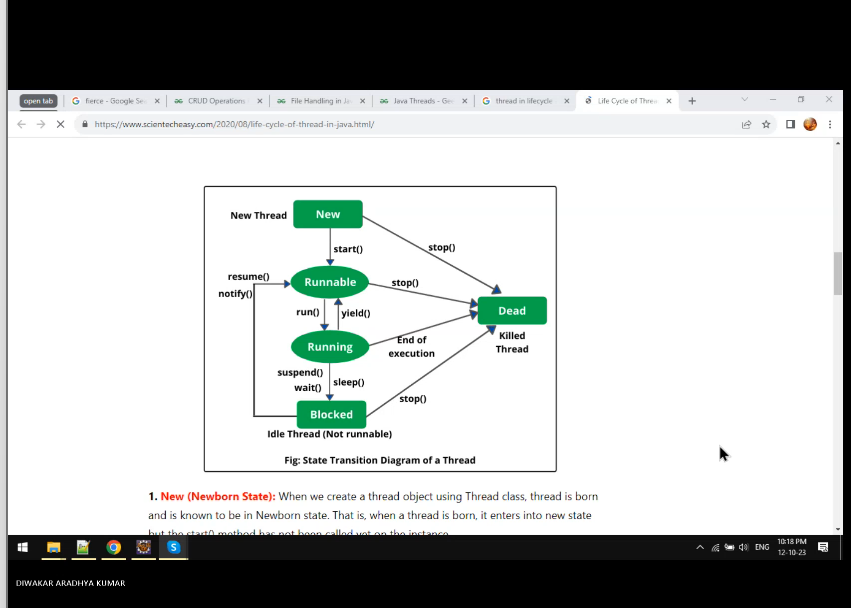 open tab
fierce - Google Se
CRUD Operations
File Handling in Ja
Java Threads - Gee
thread in lifecycle
Life Cycle of Threa
https://www.scientecheasy.com/2020/08/life-cycle-of-thread-in-java.html/
New Thread
New
start()
stop()
resume()
notify()
Runnable
stop()
run()
yield()
Dead
Killed
Thread
Running
End of
execution
suspend()
wait()
sleep()
stop()
Blocked
Idle Thread (Not runnable)
Fig: State Transition Diagram of a Thread
1. New (Newborn State): When we create a thread object using Thread class, thread is born
and is known to be in Newborn state. That is, when a thread is born, it enters into new state
but the start() method has not been called yet on the instance.
ENG
10:18 PM
12-10-23
DIWAKAR ARADHYA KUMAR